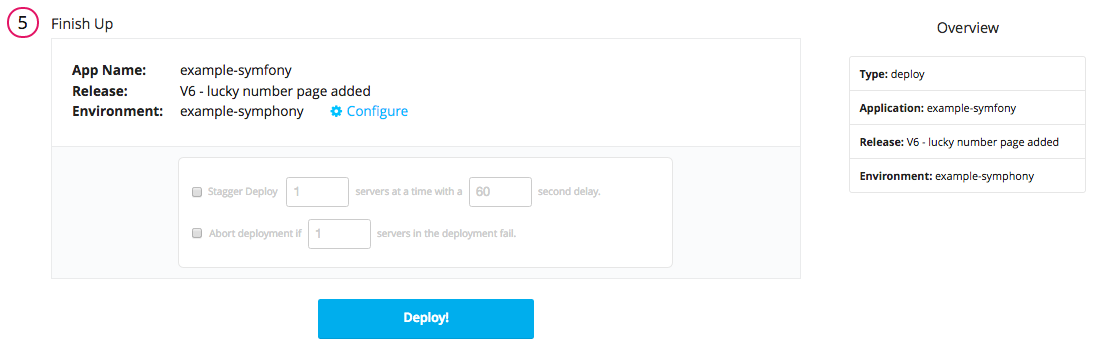 5 Finish Up
App Name: example-symfony
Release: V6 - lucky number page added
Environment: example-symphony Configure
Stagger Deploy 1 servers at a time with a 60 second delay.
Abort deployment if 1 servers in the deployment fail.
Deploy!
Overview
Type: deploy
Application: example-symfony
Release: V6 - lucky number page added
Environment: example-symphony